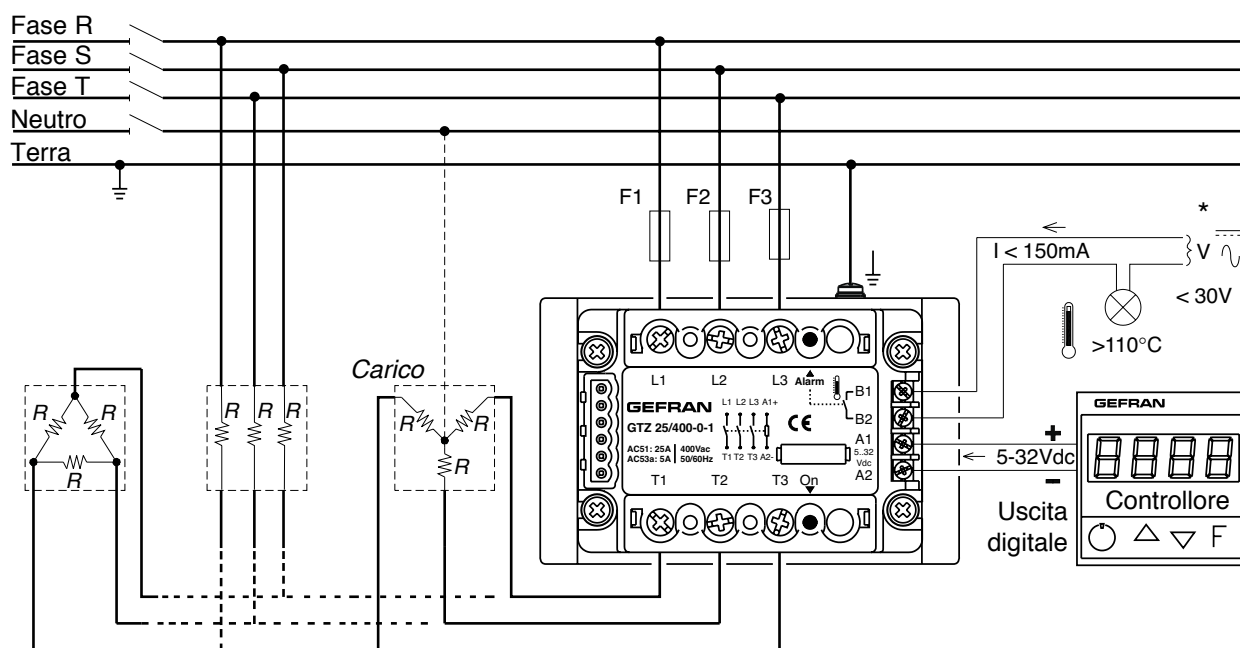 Fase R
Fase S
Fase T
Neutro
Terra
F1 F2 F3
*
I < 150mA
V
< 30V
>110°C
Carico
R R
R
R R R
R R
R
L1 L2 L3 Alarm
B1
B2
GEFRAN
GTZ 25/400-0-1
L1 L2 L3 A1+
T1 T2 T3 A2-
CE
AC51: 25A 400Vac
AC53a: 5A 50/60Hz
A1
5..32
Vdc
A2
T1 T2 T3 On
+
5-32Vdc
-
Uscita
digitale
GEFRAN
8888
Controllore
F